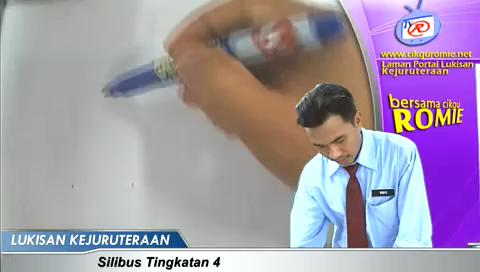 www.cikguromie.net
Laman Portal Lukisan
Kejuruteraan
bersama cikgu
ROMIE
LUKISAN KEJURUTERAAN
Silibus Tingkatan 4